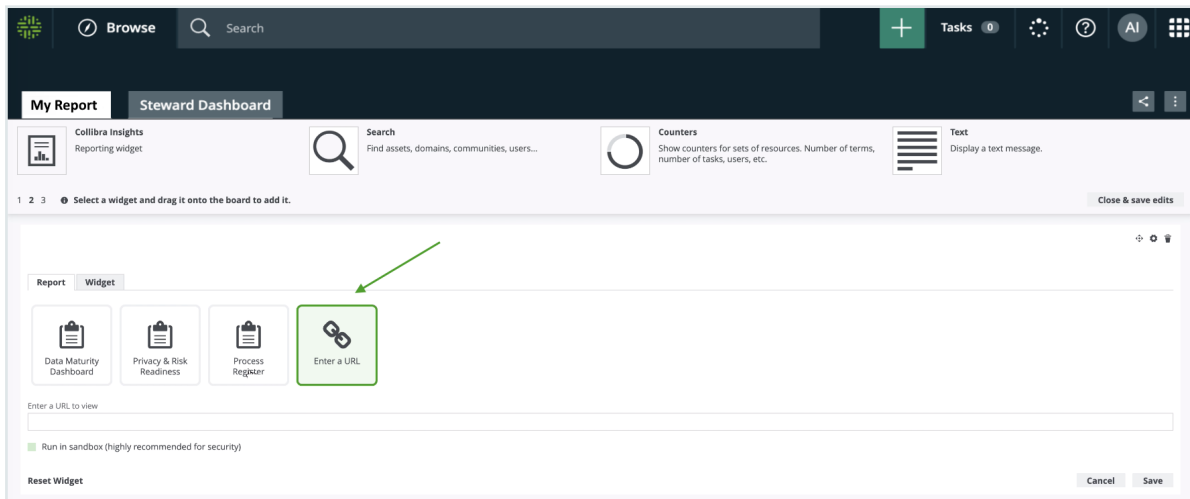 Browse
Search
Tasks 0
AI
My Report
Steward Dashboard
Collibra Insights
Reporting widget
Search
Find assets, domains, communities, users...
Counters
Show counters for sets of resources. Number of terms,
number of tasks, users, etc.
Text
Display a text message.
1 2 3 Select a widget and drag it onto the board to add it.
Close & save edits
Report
Widget
Data Maturity
Dashboard
Privacy & Risk
Readiness
Process
Register
Enter a URL
Enter a URL to view
Run in sandbox (highly recommended for security)
Reset Widget
Cancel
Save